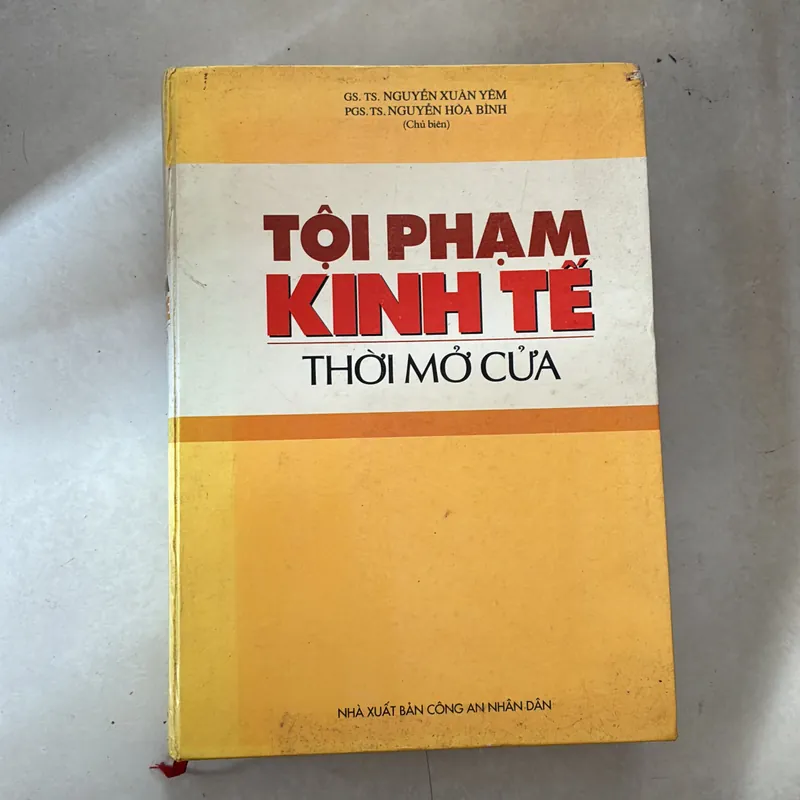 GS. TS. NGUYỄN XUÂN YÊM
PGS. TS. NGUYỄN HÒA BÌNH
(Chủ biên)
TỘI PHẠM
KINH TẾ
THỜI MỞ CỬA
NHÀ XUẤT BẢN CÔNG AN NHÂN DÂN